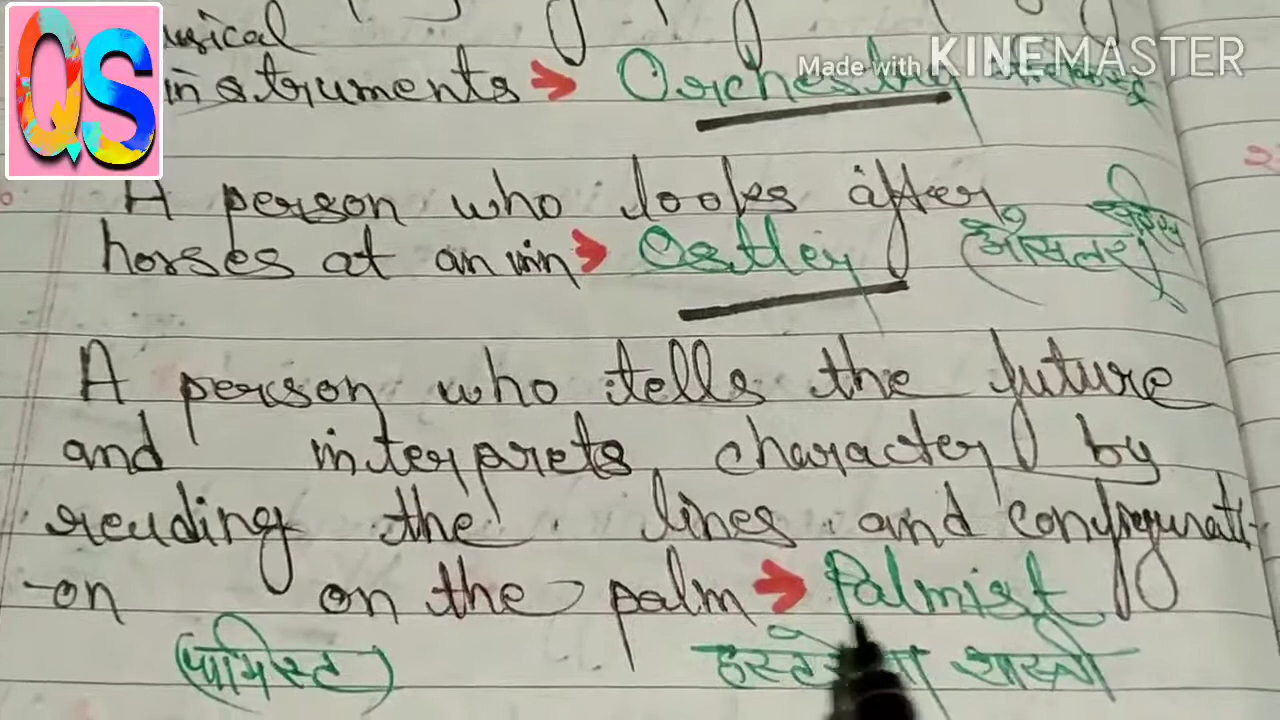 QS
usical
Made with KINEMASTER
instruments → Orchestra
A person who looks after
horses at an inn → Ostler (ऑसलर)
A person who tells the future
and interprets character by
reading the lines and configurati-
-on on the palm → Palmist
(पामिस्ट) शास्त्री